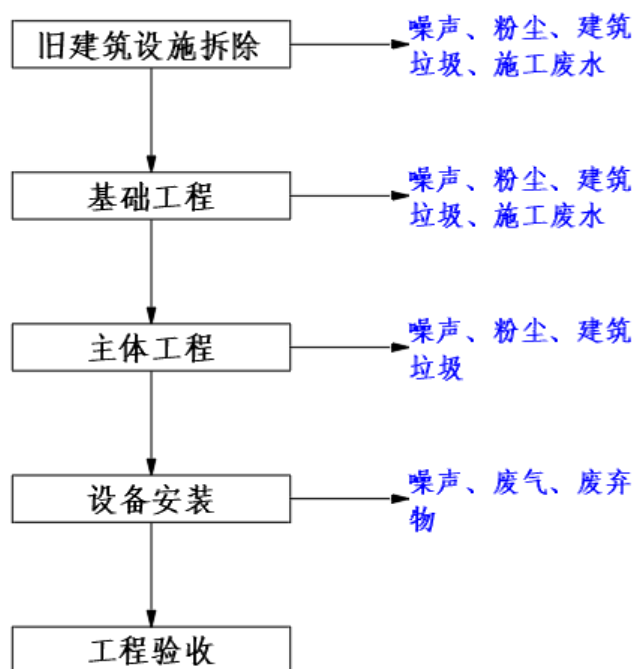 旧建筑设施拆除
噪声、粉尘、建筑
垃圾、施工废水
基础工程
噪声、粉尘、建筑
垃圾、施工废水
主体工程
噪声、粉尘、建筑
垃圾
设备安装
噪声、废气、废弃
物
工程验收